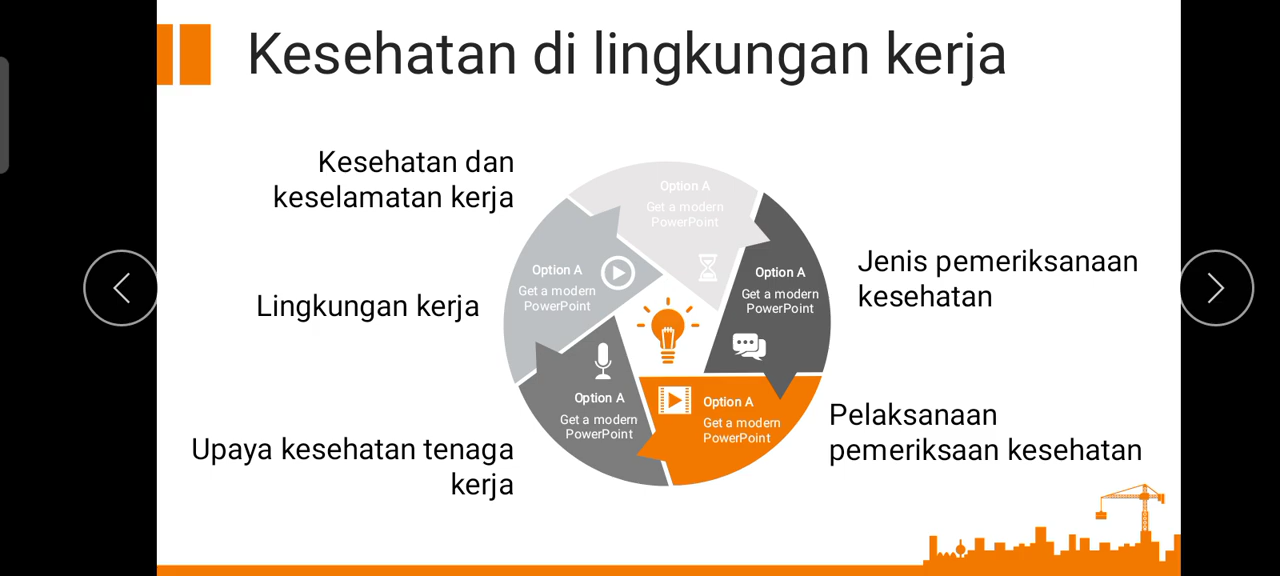 Kesehatan di lingkungan kerja
Kesehatan dan
keselamatan kerja
Option A
Get a modern
PowerPoint
Lingkungan kerja
Option A
Get a modern
PowerPoint
Option A
Get a modern
PowerPoint
Jenis pemeriksanaan
kesehatan
Upaya kesehatan tenaga
kerja
Option A
Get a modern
PowerPoint
Option A
Get a modern
PowerPoint
Pelaksanaan
pemeriksaan kesehatan